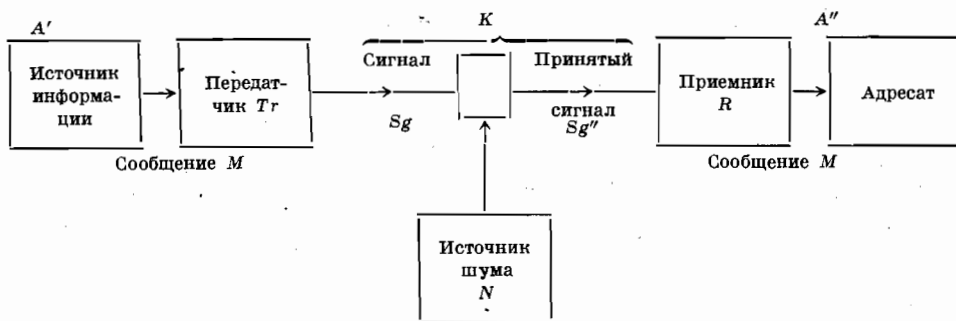 A′
K
A″
Источник
информа-
ции
Передат-
чик Tr
Сигнал
Sg
Принятый
сигнал
Sg″
Приемник
R
Адресат
Сообщение M
Сообщение M
Источник
шума
N